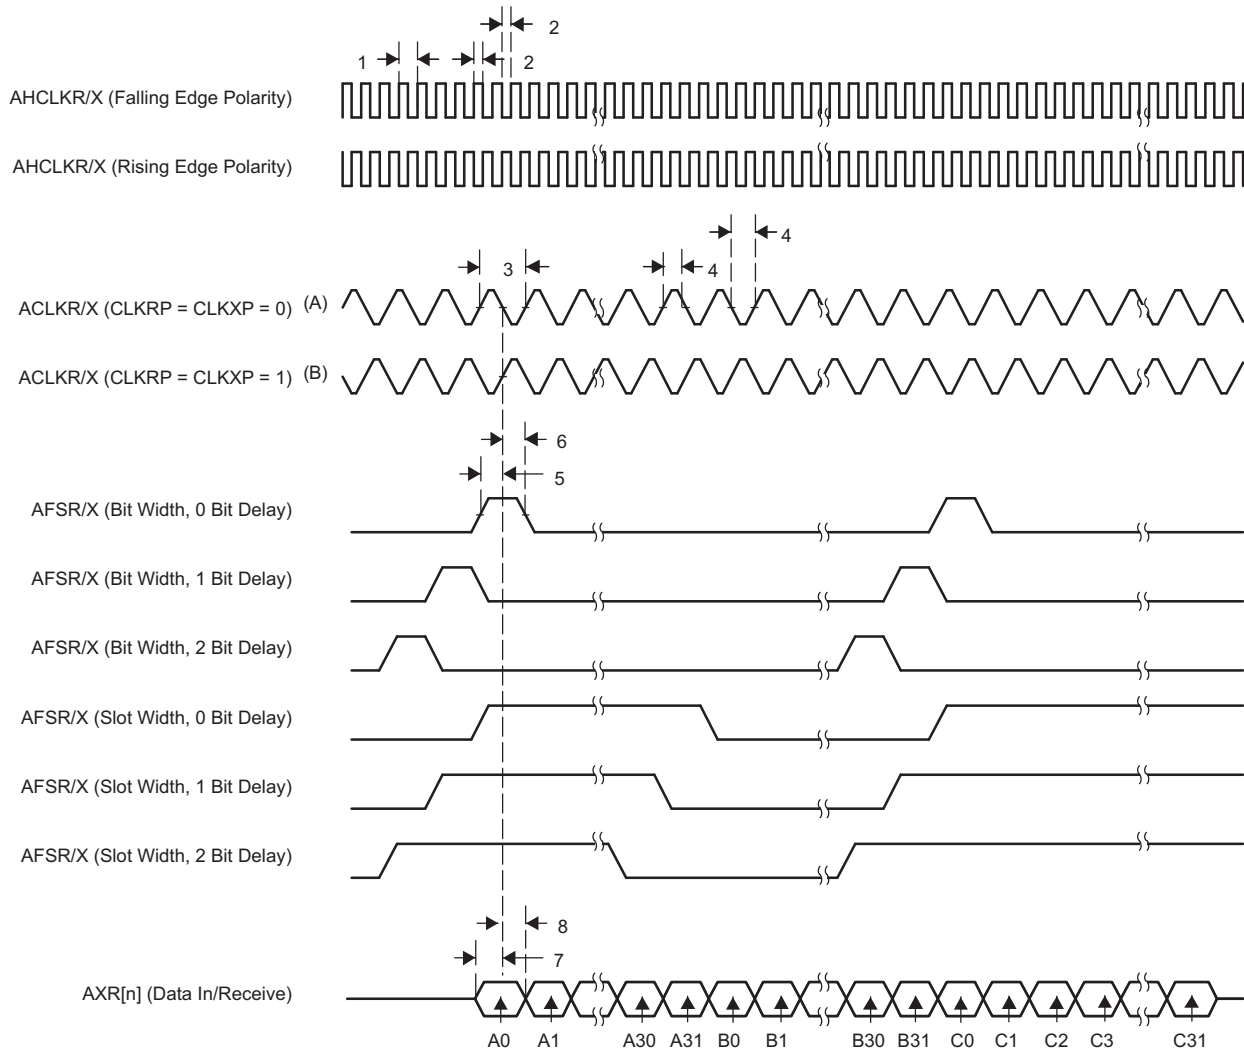 2
1
2
AHCLKR/X (Falling Edge Polarity)
AHCLKR/X (Rising Edge Polarity)
4
3
4
ACLKR/X (CLKRP = CLKXP = 0) (A)
ACLKR/X (CLKRP = CLKXP = 1) (B)
6
5
AFSR/X (Bit Width, 0 Bit Delay)
AFSR/X (Bit Width, 1 Bit Delay)
AFSR/X (Bit Width, 2 Bit Delay)
AFSR/X (Slot Width, 0 Bit Delay)
AFSR/X (Slot Width, 1 Bit Delay)
AFSR/X (Slot Width, 2 Bit Delay)
8
7
AXR[n] (Data In/Receive)
A0 A1 A30 A31 B0 B1 B30 B31 C0 C1 C2 C3 C31